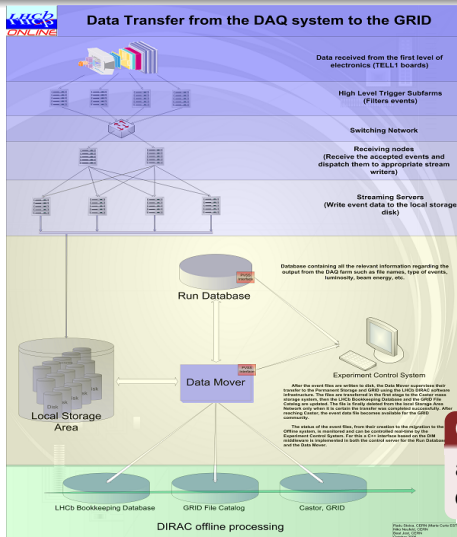 LHCb
ONLINE
Data Transfer from the DAQ system to the GRID
Data received from the first level of
electronics (TELL1 boards)
High Level Trigger Subfarms
(Filters events)
Switching Network
Receiving nodes
(Receive the accepted events and
dispatch them to appropriate stream
writers)
Streaming Servers
(Write event data to the local storage
disk)
Database containing all the relevant information regarding the
output from the DAQ farm such as file names, type of events,
luminosity, beam energy, etc.
Run Database
Experiment Control System
Data Mover
Local Storage
Area
After the event files are written to disk, the Data Mover supervises their
transfer to the Permanent Storage and GRID using the LHCb DIRAC software
infrastructure. The files are transferred in the first stage to the Castor mass
storage system, then the LHCb Bookkeeping Database and the GRID File
Catalog are updated. The file is finally deleted from the local Storage Area
Network only when it is certain the transfer was completed successfully. After
reaching Castor, the event data file becomes available for the GRID
community.
The status of the event files, from their creation to the migration to the
Offline system, is monitored and can be controlled real-time by the
Experiment Control System. For this a C++ interface based on the DIM
middleware is implemented in both the control server for the Run Database
and the Data Mover.
LHCb Bookkeeping Database
GRID File Catalog
Castor, GRID
DIRAC offline processing